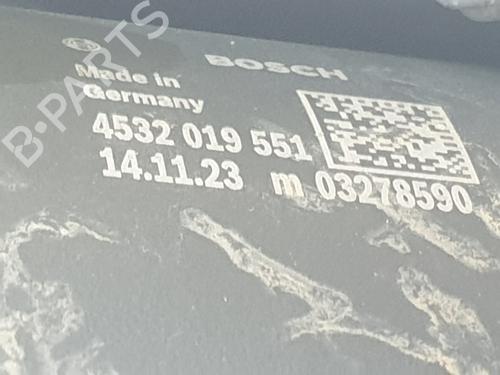 BOSCH
Made in
Germany
4532 019 551
14.11.23 m 03278590
B-PARTS